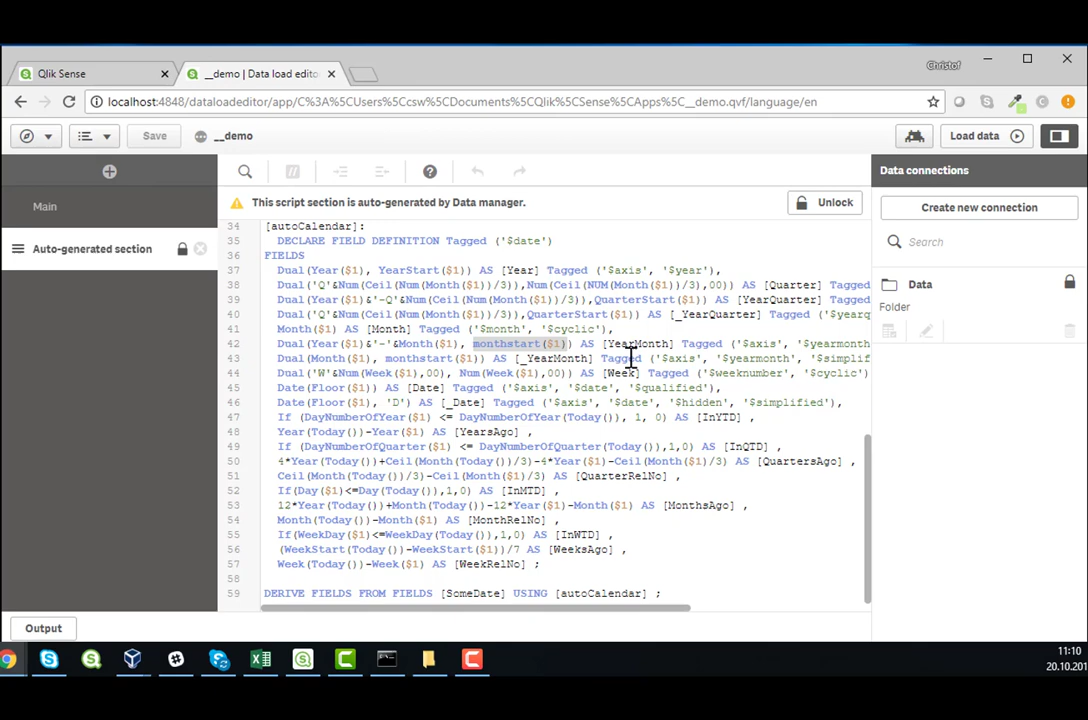 Christof
Qlik Sense
__demo | Data load edito
localhost:4848/dataloadeditor/app/C%3A%5CUsers%5Ccsw%5CDocuments%5CQlik%5CSense%5CApps%5C__demo.qvf/language/en
Save
__demo
Load data
This script section is auto-generated by Data manager.
Unlock
Main
Auto-generated section
34 [autoCalendar]:
35 DECLARE FIELD DEFINITION Tagged ('$date')
36 FIELDS
37 Dual(Year($1), YearStart($1)) AS [Year] Tagged ('$axis', '$year'),
38 Dual('Q'&Num(Ceil(Num(Month($1))/3)),Num(Ceil(NUM(Month($1))/3),00)) AS [Quarter] Tagged
39 Dual(Year($1)&'-Q'&Num(Ceil(Num(Month($1))/3)),QuarterStart($1)) AS [YearQuarter] Tagged
40 Dual('Q'&Num(Ceil(Num(Month($1))/3)),QuarterStart($1)) AS [_YearQuarter] Tagged ('$yearq
41 Month($1) AS [Month] Tagged ('$month', '$cyclic'),
42 Dual(Year($1)&'-'&Month($1), monthstart($1)) AS [YearMonth] Tagged ('$axis', '$yearmonth
43 Dual(Month($1), monthstart($1)) AS [_YearMonth] Tagged ('$axis', '$yearmonth', '$simplif
44 Dual('W'&Num(Week($1),00), Num(Week($1),00)) AS [Week] Tagged ('$weeknumber', '$cyclic')
45 Date(Floor($1)) AS [Date] Tagged ('$axis', '$date', '$qualified'),
46 Date(Floor($1), 'D') AS [_Date] Tagged ('$axis', '$date', '$hidden', '$simplified'),
47 If (DayNumberOfYear($1) <= DayNumberOfYear(Today()), 1, 0) AS [InYTD] ,
48 Year(Today())-Year($1) AS [YearsAgo] ,
49 If (DayNumberOfQuarter($1) <= DayNumberOfQuarter(Today()),1,0) AS [InQTD] ,
50 4*Year(Today())+Ceil(Month(Today())/3)-4*Year($1)-Ceil(Month($1)/3) AS [QuartersAgo] ,
51 Ceil(Month(Today())/3)-Ceil(Month($1)/3) AS [QuarterRelNo] ,
52 If(Day($1)<=Day(Today()),1,0) AS [InMTD] ,
53 12*Year(Today())+Month(Today())-12*Year($1)-Month($1) AS [MonthsAgo] ,
54 Month(Today())-Month($1) AS [MonthRelNo] ,
55 If(WeekDay($1)<=WeekDay(Today()),1,0) AS [InWTD] ,
56 (WeekStart(Today())-WeekStart($1))/7 AS [WeeksAgo] ,
57 Week(Today())-Week($1) AS [WeekRelNo] ;
58
59 DERIVE FIELDS FROM FIELDS [SomeDate] USING [autoCalendar] ;
Data connections
Create new connection
Search
Data
Folder
Output
11:10
20.10.201